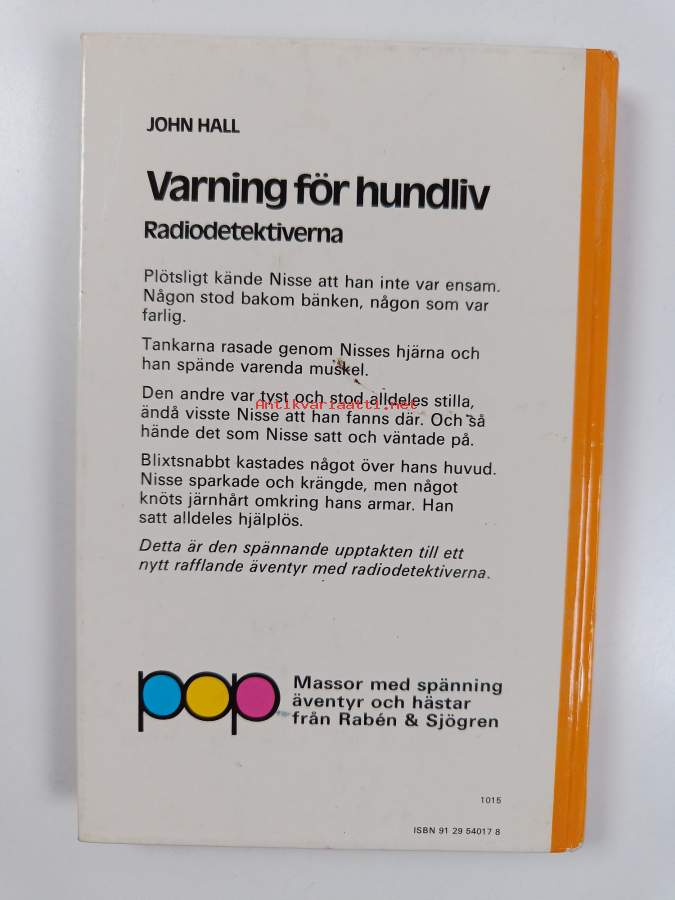 JOHN HALL
Varning för hundliv
Radiodetektiverna
Plötsligt kände Nisse att han inte var ensam.
Någon stod bakom bänken, någon som var
farlig.
Tankarna rasade genom Nisses hjärna och
han spände varenda muskel.
Den andre var tyst och stod alldeles stilla,
Antikvariaatti.net
ändå visste Nisse att han fanns där. Och så
hände det som Nisse satt och väntade på.
Blixtsnabbt kastades något över hans huvud.
Nisse sparkade och krängde, men något
knöts järnhårt omkring hans armar. Han
satt alldeles hjälplös.
Detta är den spännande upptakten till ett
nytt rafflande äventyr med radiodetektiverna.
pop
Massor med spänning
äventyr och hästar
från Rabén & Sjögren
1015
ISBN 91 29 54017 8